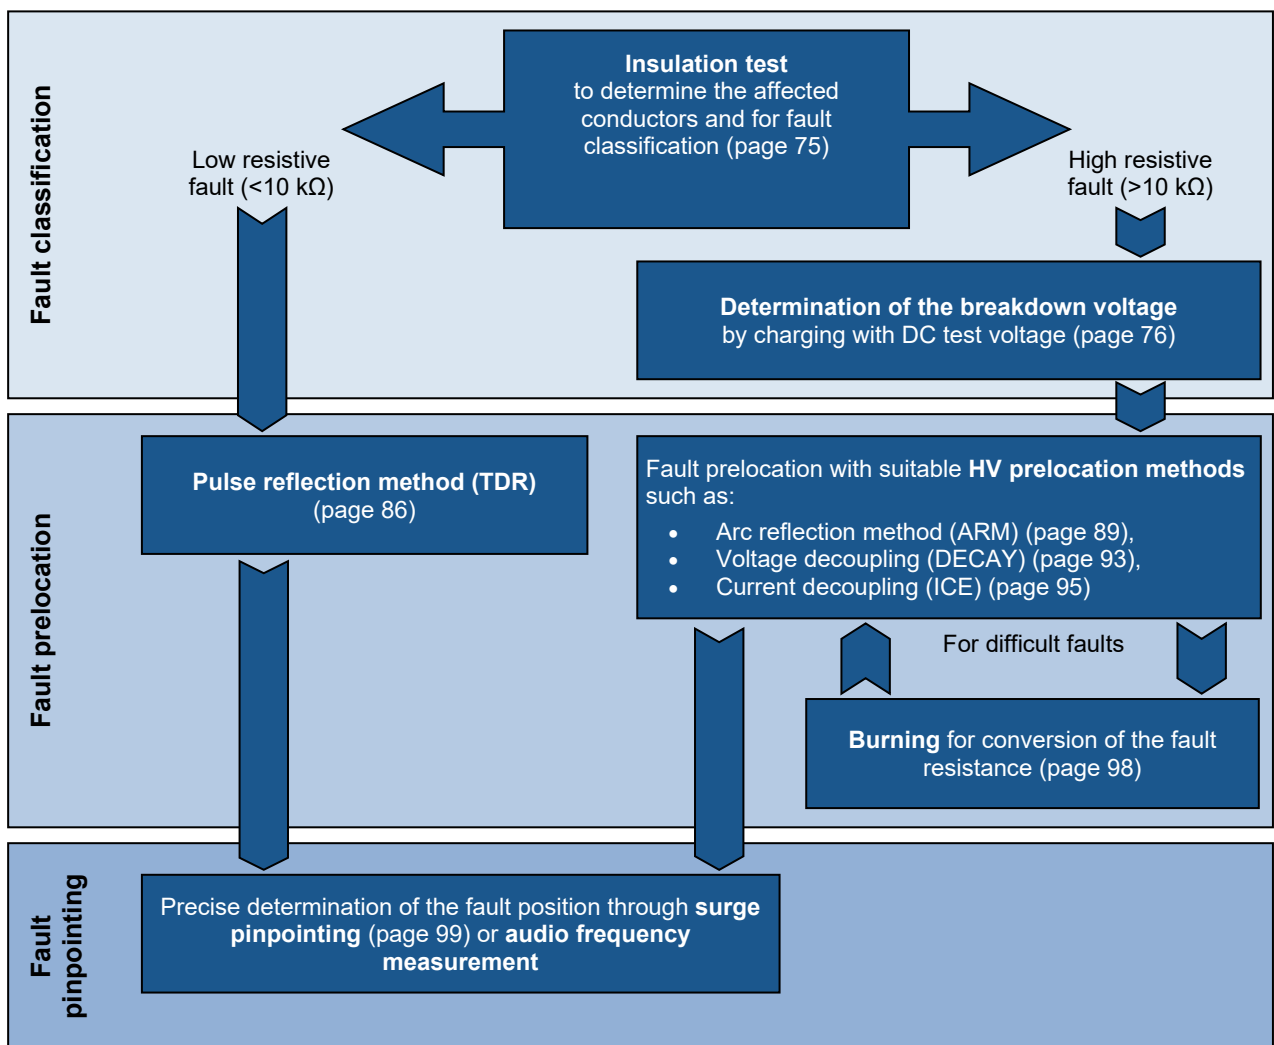 Fault classification
Insulation test
to determine the affected
conductors and for fault
classification (page 75)
Low resistive
fault (<10 kΩ)
High resistive
fault (>10 kΩ)
Determination of the breakdown voltage
by charging with DC test voltage (page 76)
Fault prelocation
Pulse reflection method (TDR)
(page 86)
Fault prelocation with suitable HV prelocation methods
such as:
• Arc reflection method (ARM) (page 89),
• Voltage decoupling (DECAY) (page 93),
• Current decoupling (ICE) (page 95)
For difficult faults
Burning for conversion of the fault
resistance (page 98)
Fault
pinpointing
Precise determination of the fault position through surge
pinpointing (page 99) or audio frequency
measurement